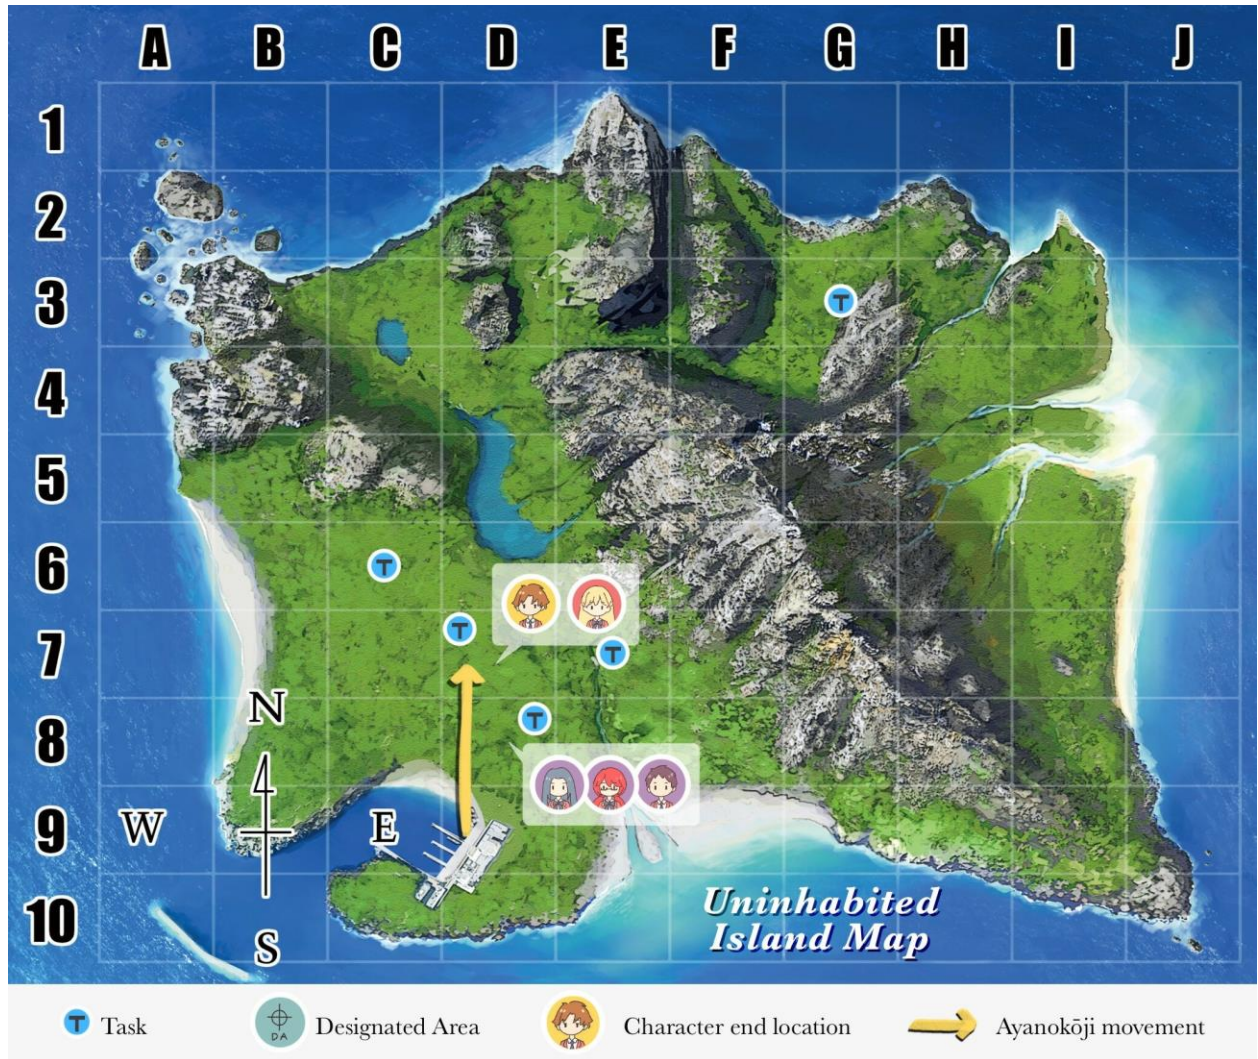 A B C D E F G H I J
1
2
3
4
5
6
7
T
T
T
T
T
N
8
W E
9
10
S
Uninhabited
Island Map
T Task
DA Designated Area
Character end location
Ayanokōji movement